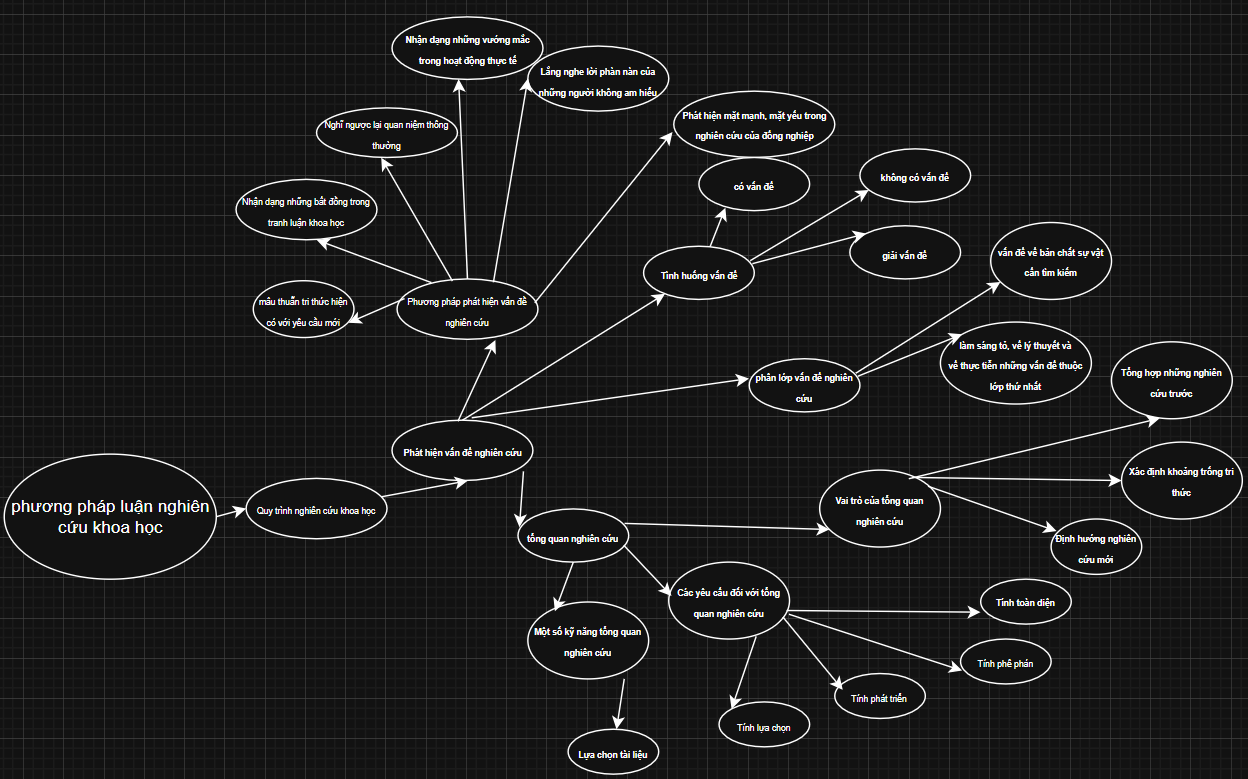 Nhận dạng những vướng mắc
trong hoạt động thực tế
Lắng nghe lời phàn nàn của
những người không am hiểu
Nghĩ ngược lại quan niệm thông
thường
Phát hiện mặt mạnh, mặt yếu trong
nghiên cứu của đồng nghiệp
Nhận dạng những bất đồng trong
tranh luận khoa học
có vấn đề
không có vấn đề
giải vấn đề
Tình huống vấn đề
mâu thuẫn tri thức hiện
có với yêu cầu mới
Phương pháp phát hiện vấn đề
nghiên cứu
vấn đề về bản chất sự vật
cần tìm kiếm
làm sáng tỏ, về lý thuyết và
về thực tiễn những vấn đề thuộc
lớp thứ nhất
phân lớp vấn đề nghiên
cứu
Tổng hợp những nghiên
cứu trước
Phát hiện vấn đề nghiên cứu
Xác định khoảng trống tri
thức
phương pháp luận nghiên
cứu khoa học
Quy trình nghiên cứu khoa học
Vai trò của tổng quan
nghiên cứu
tổng quan nghiên cứu
Định hướng nghiên
cứu mới
Các yêu cầu đối với tổng
quan nghiên cứu
Tính toàn diện
Một số kỹ năng tổng quan
nghiên cứu
Tính phê phán
Tính phát triển
Tính lựa chọn
Lựa chọn tài liệu